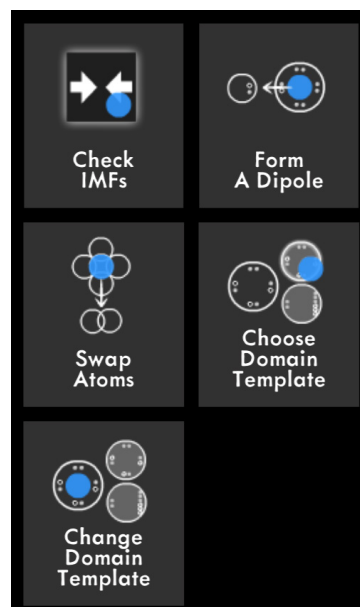 Check
IMFs
Form
A Dipole
Swap
Atoms
Choose
Domain
Template
Change
Domain
Template